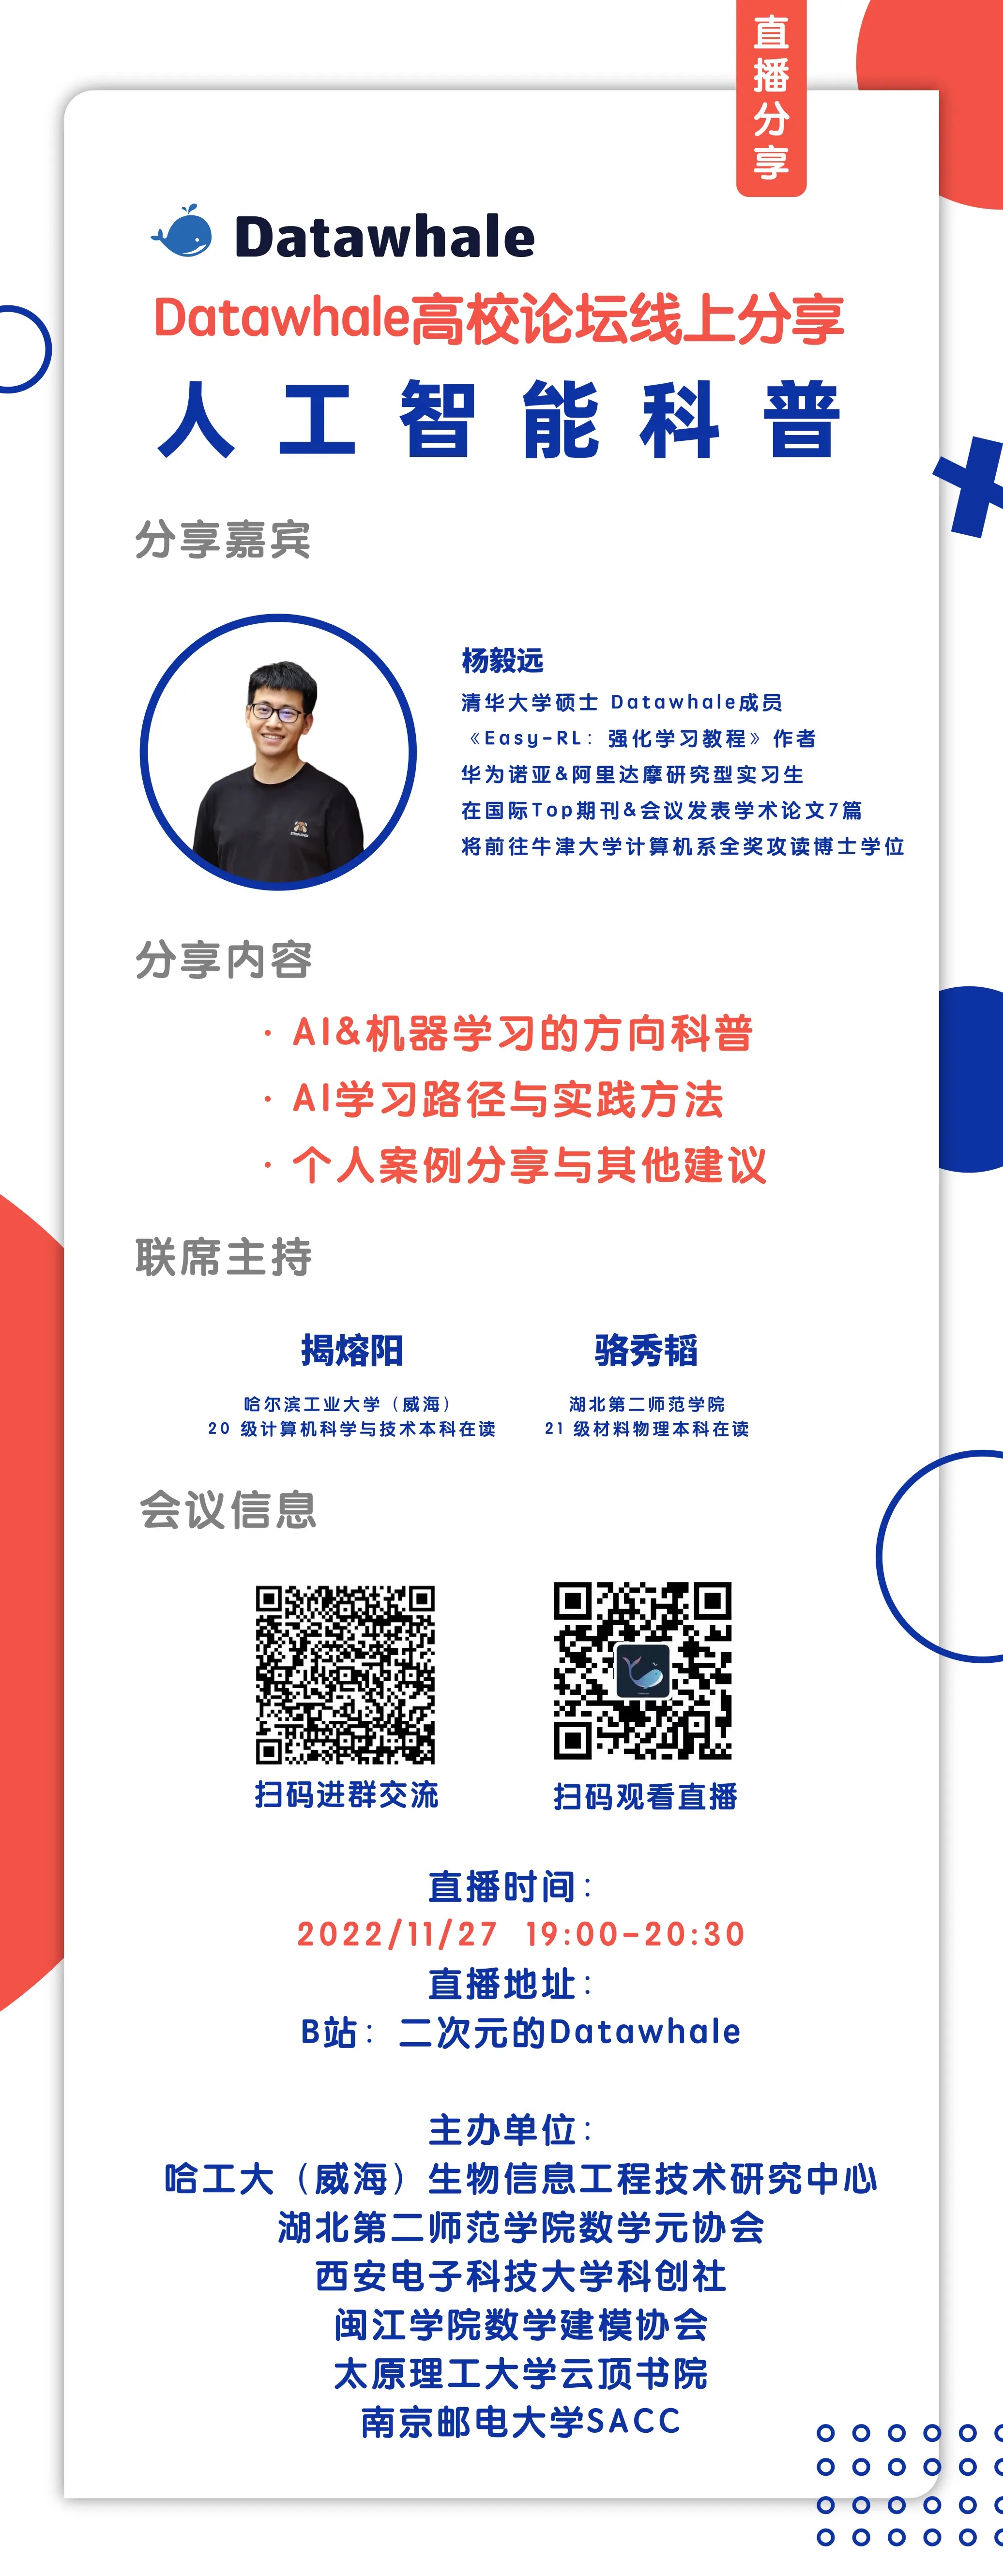 直播分享
Datawhale
Datawhale高校论坛线上分享
人工智能科普
分享嘉宾
杨毅远
清华大学硕士 Datawhale成员
《Easy-RL：强化学习教程》作者
华为诺亚&阿里达摩研究型实习生
在国际Top期刊&会议发表学术论文7篇
将前往牛津大学计算机系全奖攻读博士学位
分享内容
· AI&机器学习的方向科普
· AI学习路径与实践方法
· 个人案例分享与其他建议
联席主持
揭熔阳
哈尔滨工业大学（威海）
20 级计算机科学与技术本科在读
骆秀韬
湖北第二师范学院
21 级材料物理本科在读
会议信息
扫码进群交流
扫码观看直播
直播时间：
2022/11/27 19:00-20:30
直播地址：
B站：二次元的Datawhale
主办单位：
哈工大（威海）生物信息工程技术研究中心
湖北第二师范学院数学元协会
西安电子科技大学科创社
闽江学院数学建模协会
太原理工大学云顶书院
南京邮电大学SACC